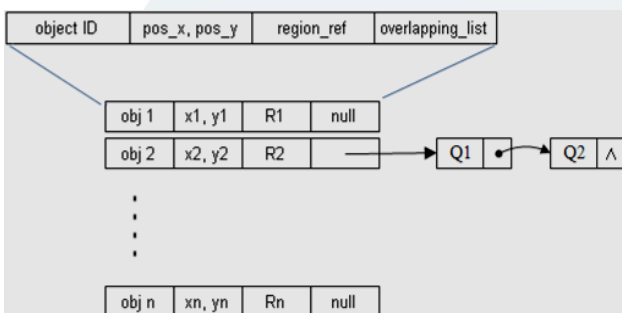 object ID pos_x, pos_y region_ref overlapping_list
obj 1 x1, y1 R1 null
obj 2 x2, y2 R2 Q1 Q2 ∧
obj n xn, yn Rn null